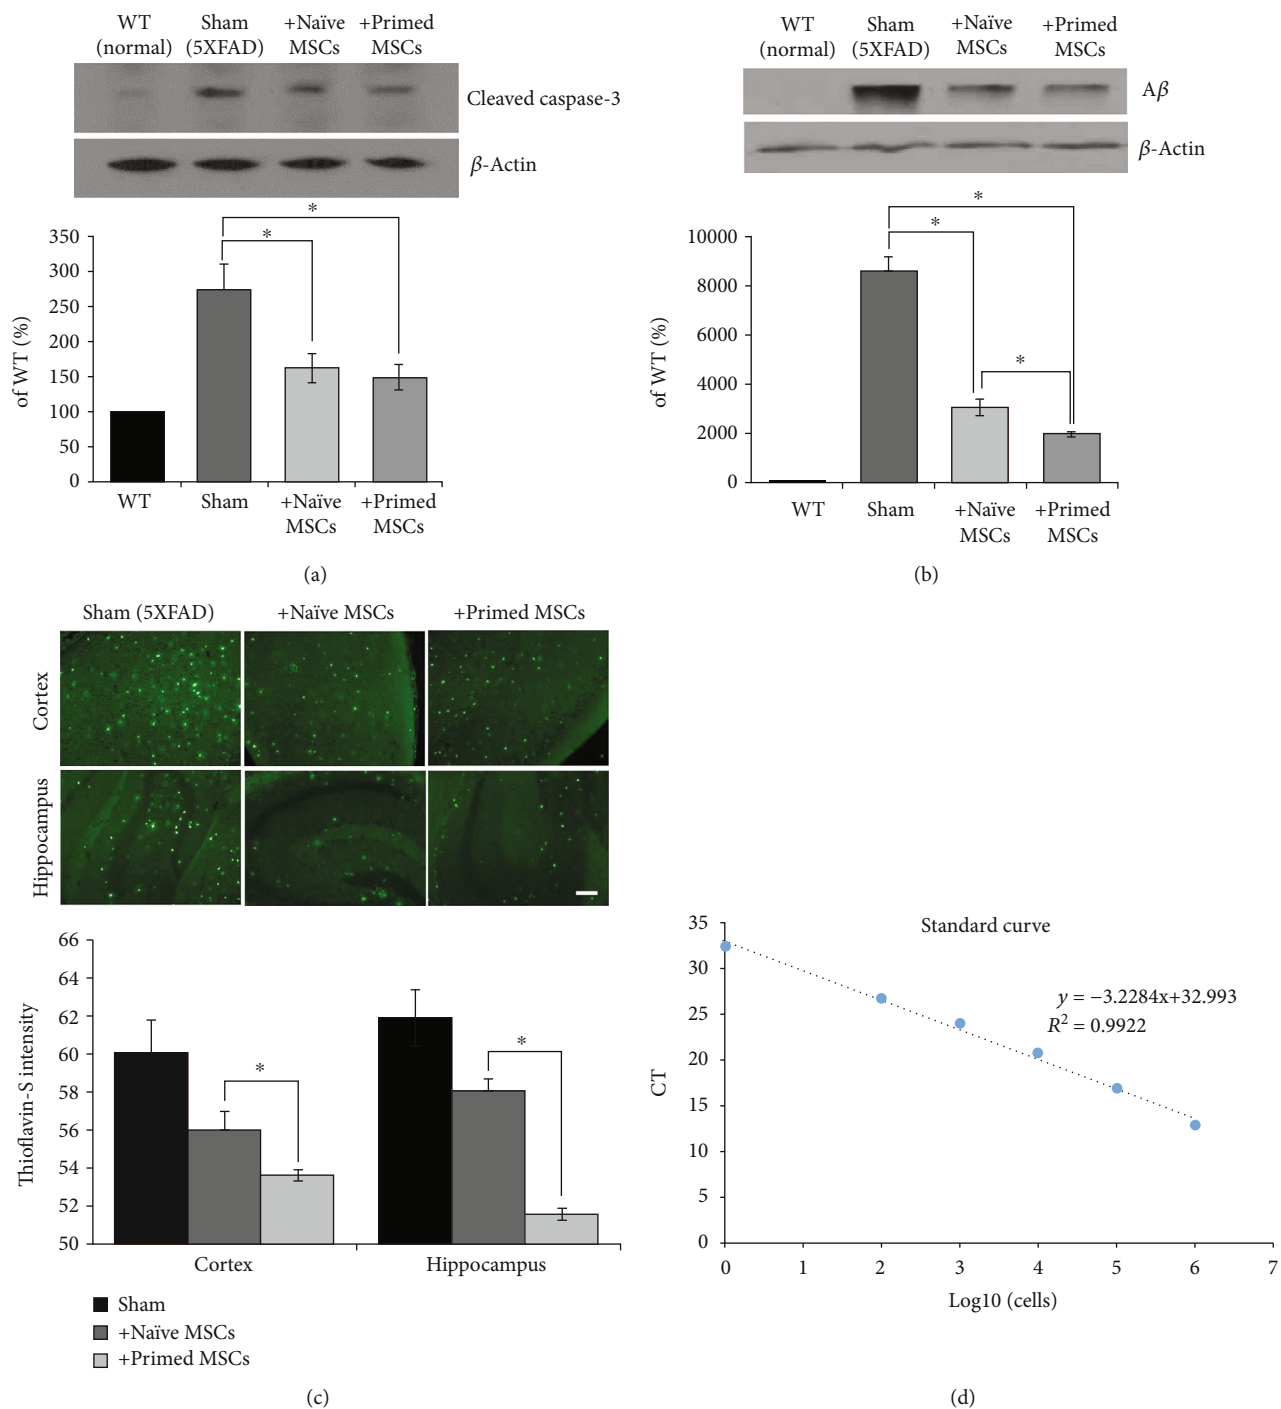 WT
(normal)
Sham
(5XFAD)
+Naïve
MSCs
+Primed
MSCs
Cleaved caspase-3
β-Actin
*
*
350
300
250
200
150
100
50
0
of WT (%)
WT
Sham
+Naïve
MSCs
+Primed
MSCs
(a)
WT
(normal)
Sham
(5XFAD)
+Naïve
MSCs
+Primed
MSCs
Aβ
β-Actin
*
*
*
10000
8000
6000
4000
2000
0
of WT (%)
WT
Sham
+Naïve
MSCs
+Primed
MSCs
(b)
Sham (5XFAD)
+Naïve MSCs
+Primed MSCs
Cortex
Hippocampus
66
64
62
60
58
56
54
52
50
Thioflavin-S intensity
*
*
Cortex
Hippocampus
Sham
+Naïve MSCs
+Primed MSCs
(c)
Standard curve
y = −3.2284x+32.993
R² = 0.9922
35
30
25
20
15
10
5
0
CT
0
1
2
3
4
5
6
7
Log10 (cells)
(d)